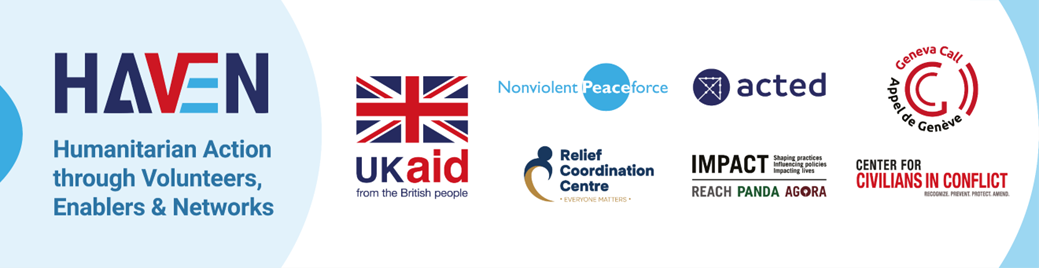 HAVEN
Humanitarian Action
through Volunteers,
Enablers & Networks
UKaid
from the British people
Nonviolent Peaceforce
Relief
Coordination
Centre
• EVERYONE MATTERS •
acted
IMPACT
Shaping practices
Influencing policies
Impacting lives
REACH PANDA AGORA
Geneva Call
Appel de Genève
CENTER FOR
CIVILIANS IN CONFLICT
RECOGNIZE. PREVENT. PROTECT. AMEND.